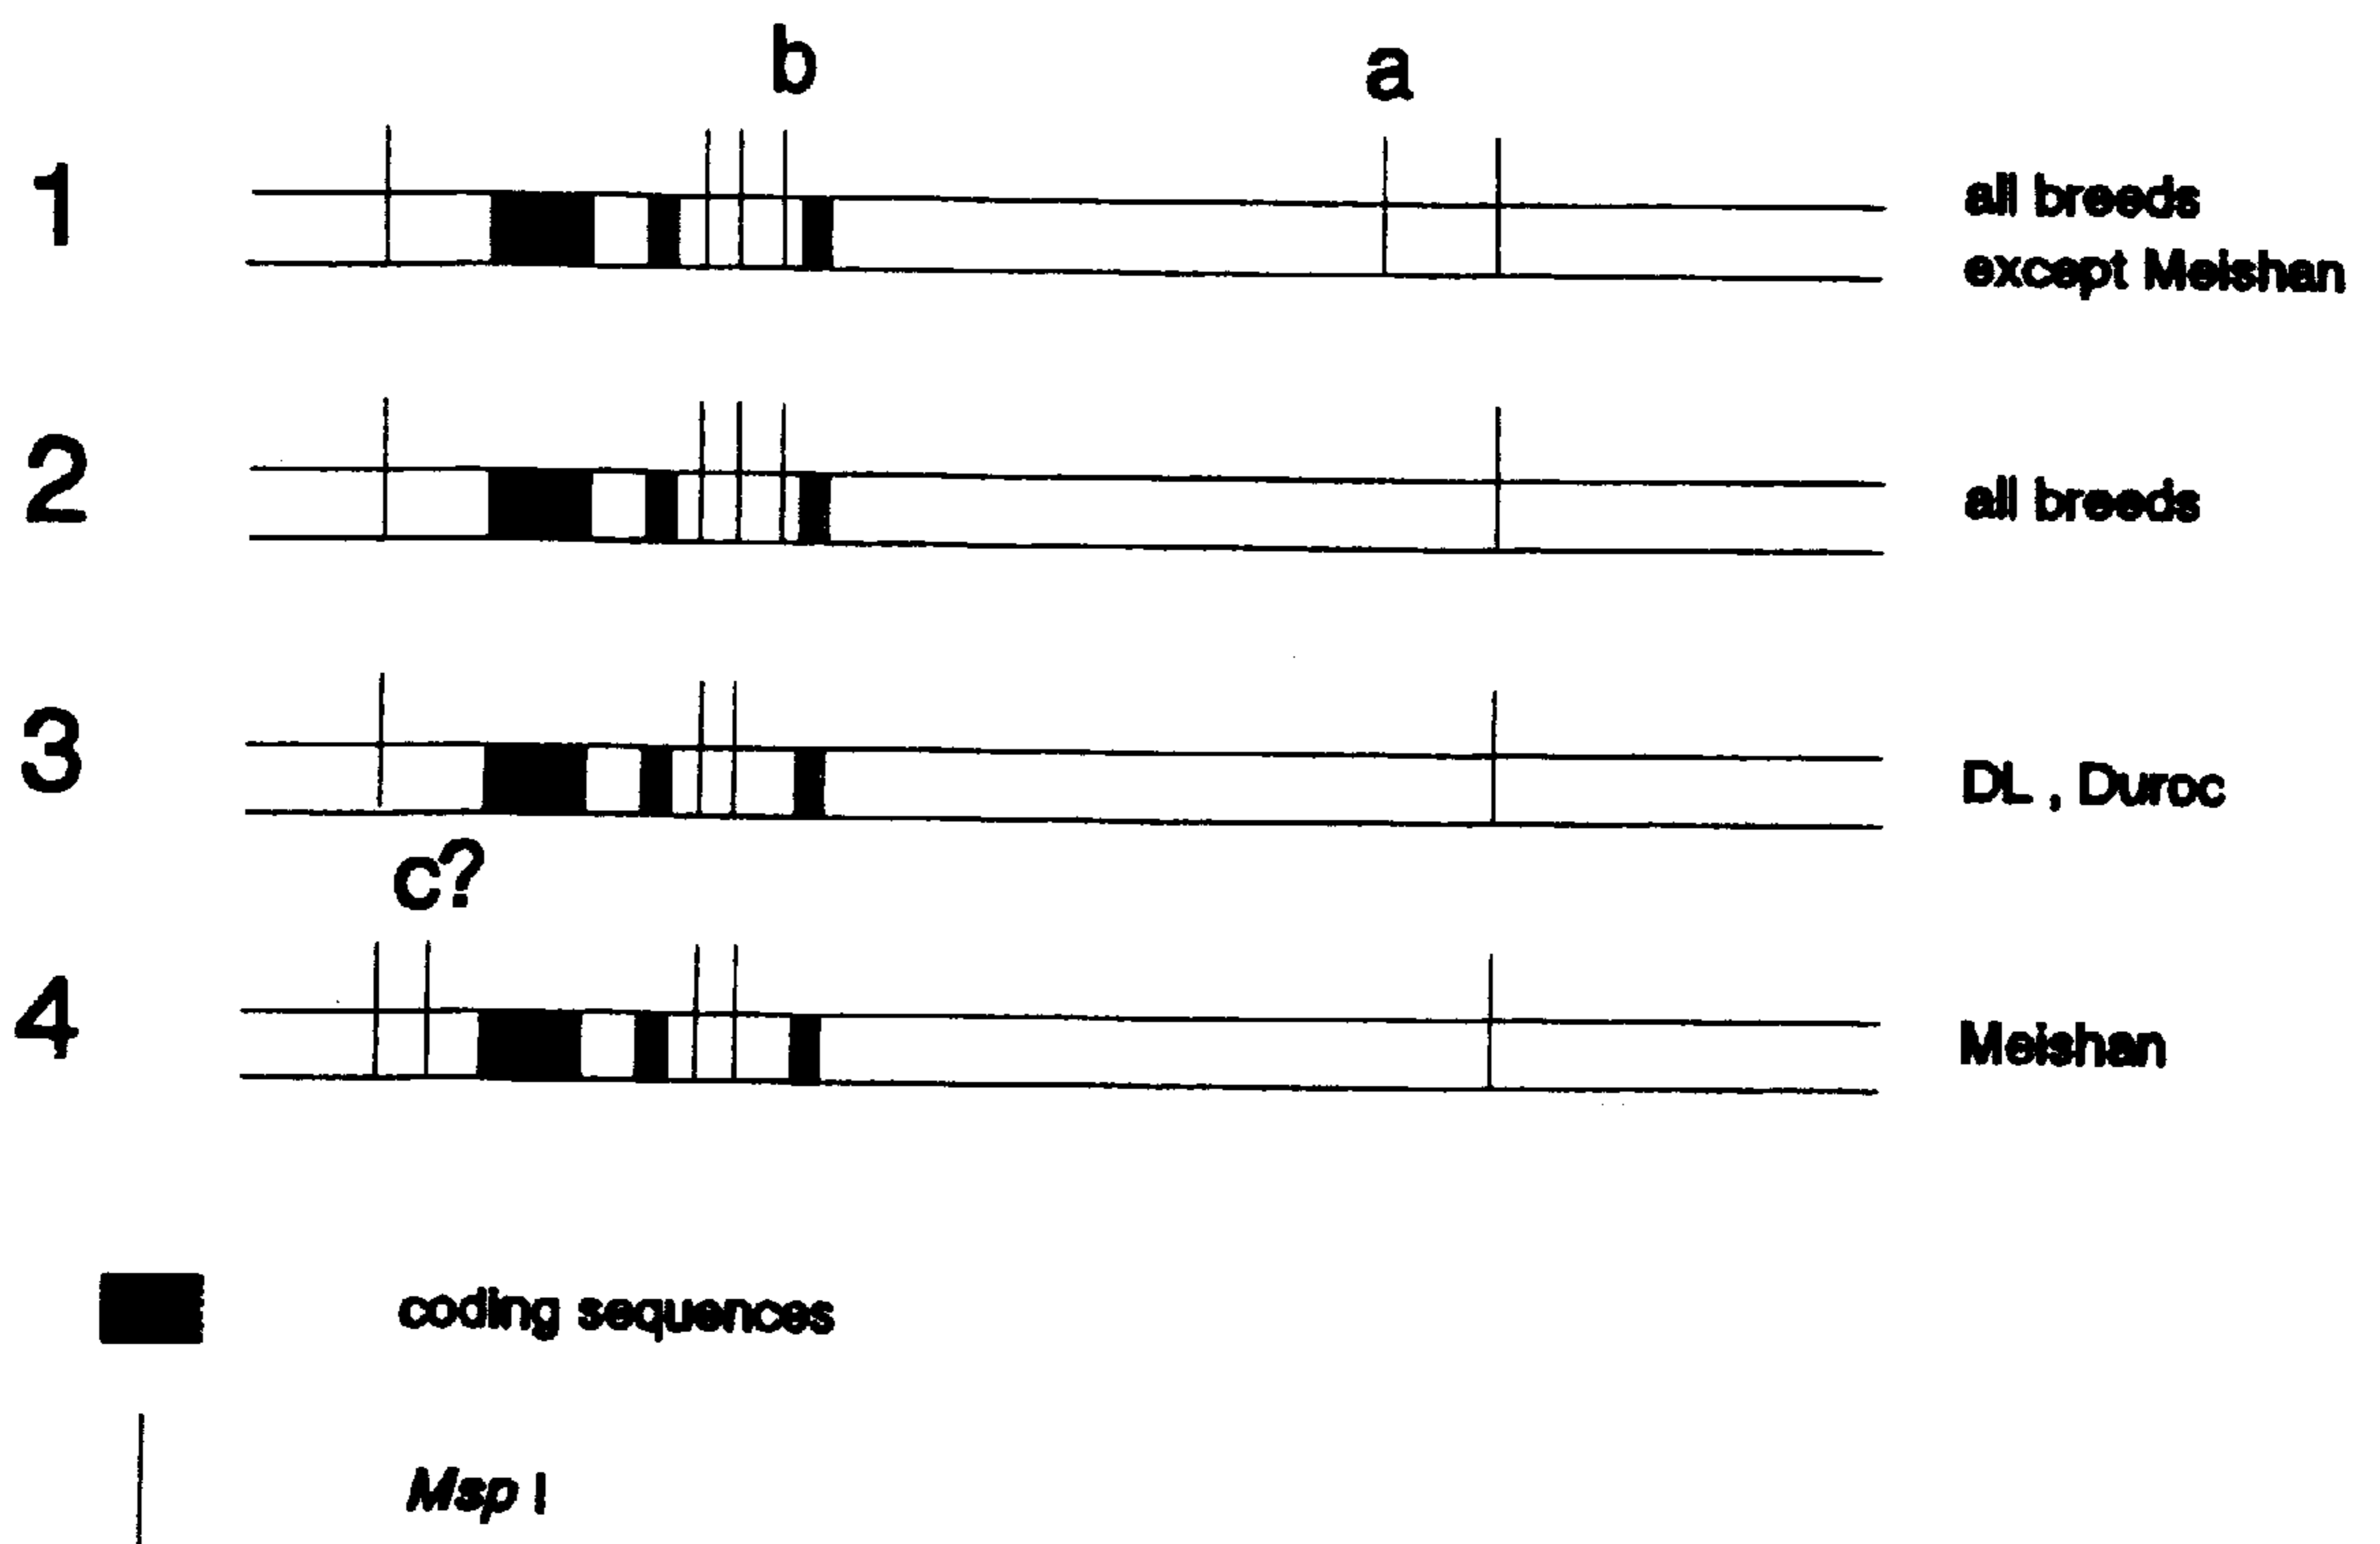 b
a
1
all breeds
except Meishan
2
all breeds
3
DL , Duroc
c?
4
Meishan
coding sequences
Msp I